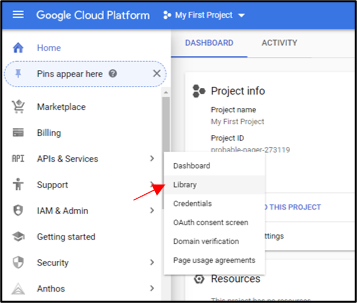 Google Cloud Platform
My First Project
Home
DASHBOARD
ACTIVITY
Pins appear here
Marketplace
Project info
Project name
My First Project
Billing
Project ID
probable-pager-273119
API APIs & Services
Dashboard
Support
Library
IAM & Admin
Credentials
TO THIS PROJECT
Getting started
OAuth consent screen
Domain verification
ttings
Security
Page usage agreements
Resources
Anthos
This project has no resources